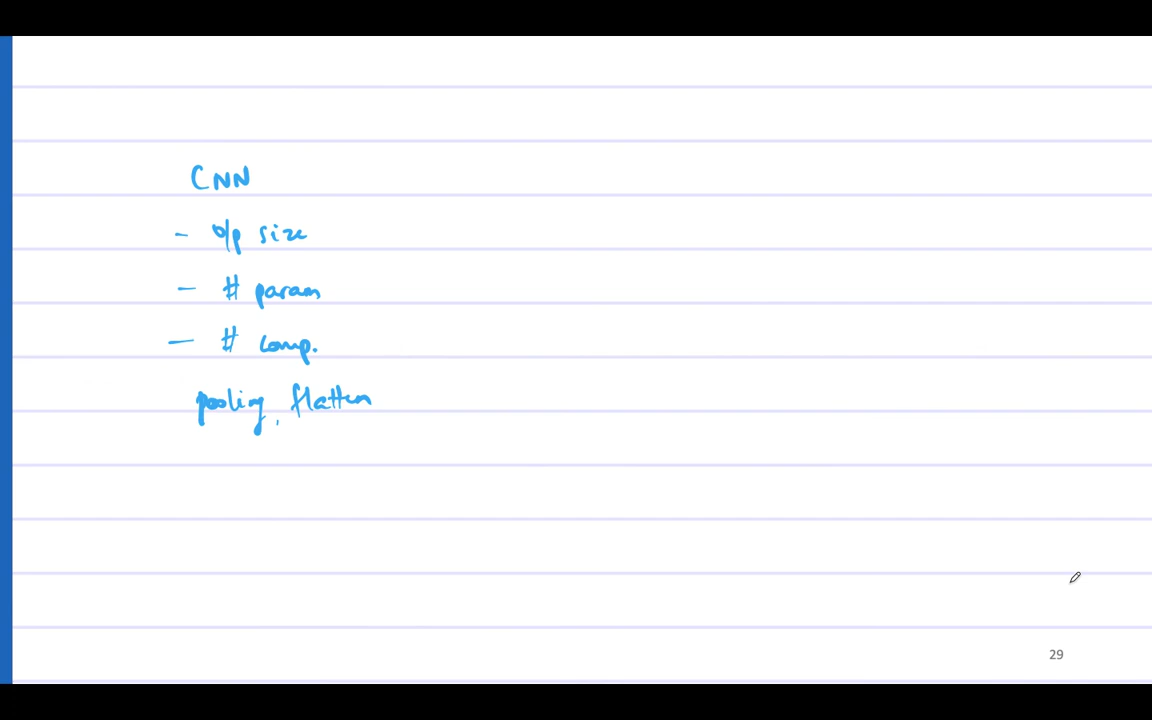 CNN
- o/p size
- # param
- # comp.
pooling, flatten
29